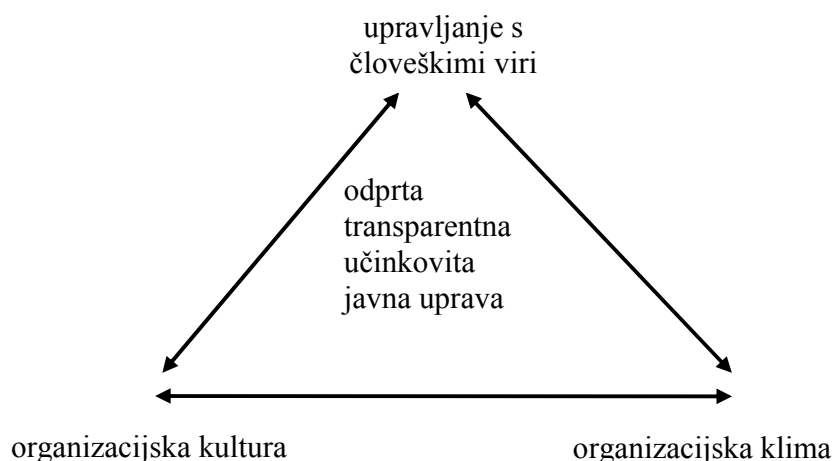 upravljanje s
človeškimi viri
odprta
transparentna
učinkovita
javna uprava
organizacijska kultura
organizacijska klima